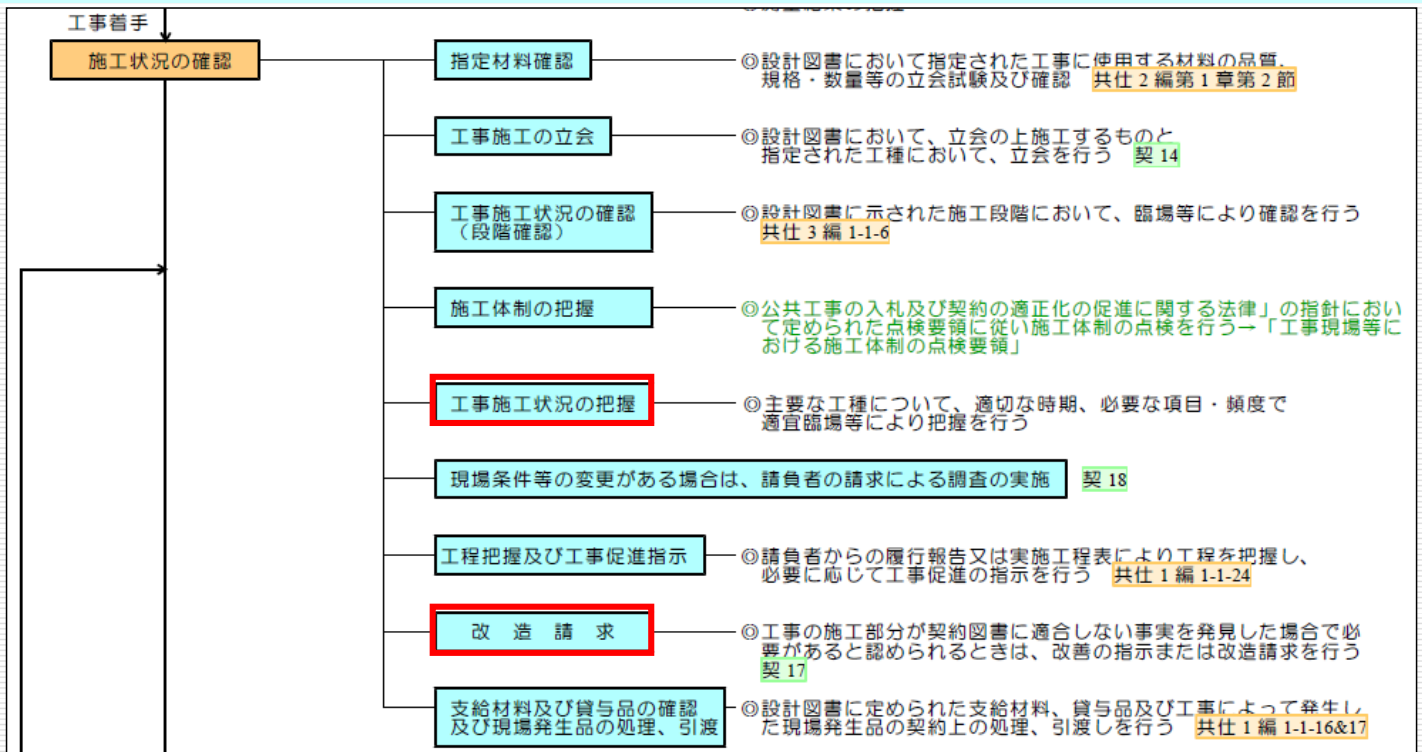 工事着手
施工状況の確認
指定材料確認
◎設計図書において指定された工事に使用する材料の品質、
規格・数量等の立会試験及び確認 共仕 2 編第 1 章第 2 節
工事施工の立会
◎設計図書において、立会の上施工するものと
指定された工種において、立会を行う 契 14
工事施工状況の確認
（段階確認）
◎設計図書に示された施工段階において、臨場等により確認を行う
共仕 3 編 1-1-6
施工体制の把握
◎公共工事の入札及び契約の適正化の促進に関する法律」の指針におい
て定められた点検要領に従い施工体制の点検を行う→「工事現場等に
おける施工体制の点検要領」
工事施工状況の把握
◎主要な工種について、適切な時期、必要な項目・頻度で
適宜臨場等により把握を行う
現場条件等の変更がある場合は、請負者の請求による調査の実施 契 18
工程把握及び工事促進指示
◎請負者からの履行報告又は実施工程表により工程を把握し、
必要に応じて工事促進の指示を行う 共仕 1 編 1-1-24
改 造 請 求
◎工事の施工部分が契約図書に適合しない事実を発見した場合で必
要があると認められるときは、改善の指示または改造請求を行う
契 17
支給材料及び貸与品の確認
及び現場発生品の処理、引渡
◎設計図書に定められた支給材料、貸与品及び工事によって発生し
た現場発生品の契約上の処理、引渡しを行う 共仕 1 編 1-1-16&17